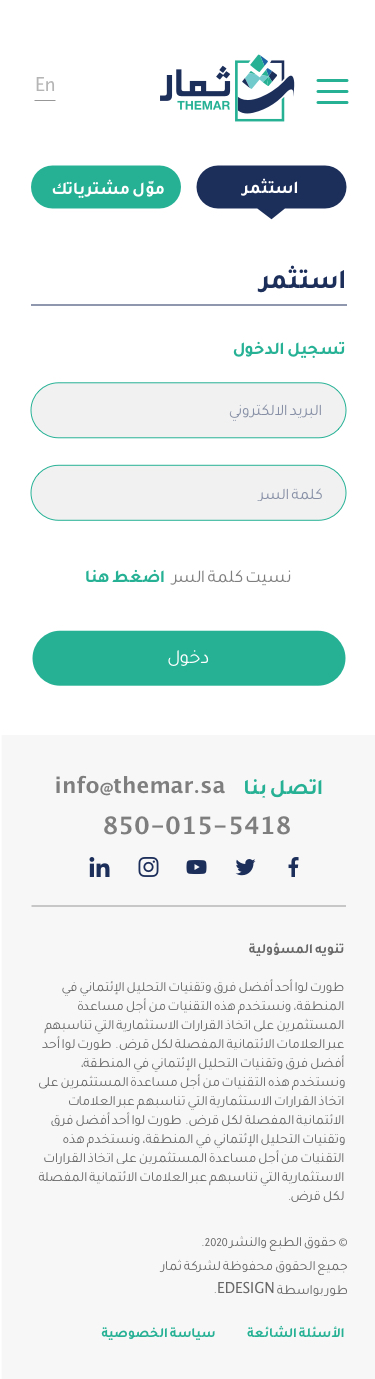 En
ثمار
THEMAR
استثمر
موّل مشترياتك
استثمر
تسجيل الدخول
البريد الالكتروني
كلمة السر
نسيت كلمة السر اضغط هنا
دخول
اتصل بنا info@themar.sa
850-015-5418
تنويه المسؤولية
طورت لوا أحد أفضل فرق وتقنيات التحليل الإئتماني في
المنطقة، ونستخدم هذه التقنيات من أجل مساعدة
المستثمرين على اتخاذ القرارات الاستثمارية التي تناسبهم
عبر العلامات الائتمانية المفصلة لكل قرض. طورت لوا أحد
أفضل فرق وتقنيات التحليل الإئتماني في المنطقة،
ونستخدم هذه التقنيات من أجل مساعدة المستثمرين على
اتخاذ القرارات الاستثمارية التي تناسبهم عبر العلامات
الائتمانية المفصلة لكل قرض. طورت لوا أحد أفضل فرق
وتقنيات التحليل الإئتماني في المنطقة، ونستخدم هذه
التقنيات من أجل مساعدة المستثمرين على اتخاذ القرارات
الاستثمارية التي تناسبهم عبر العلامات الائتمانية المفصلة
لكل قرض.
© حقوق الطبع والنشر 2020.
جميع الحقوق محفوظة لشركة ثمار
طور بواسطة EDESIGN.
الأسئلة الشائعة سياسة الخصوصية